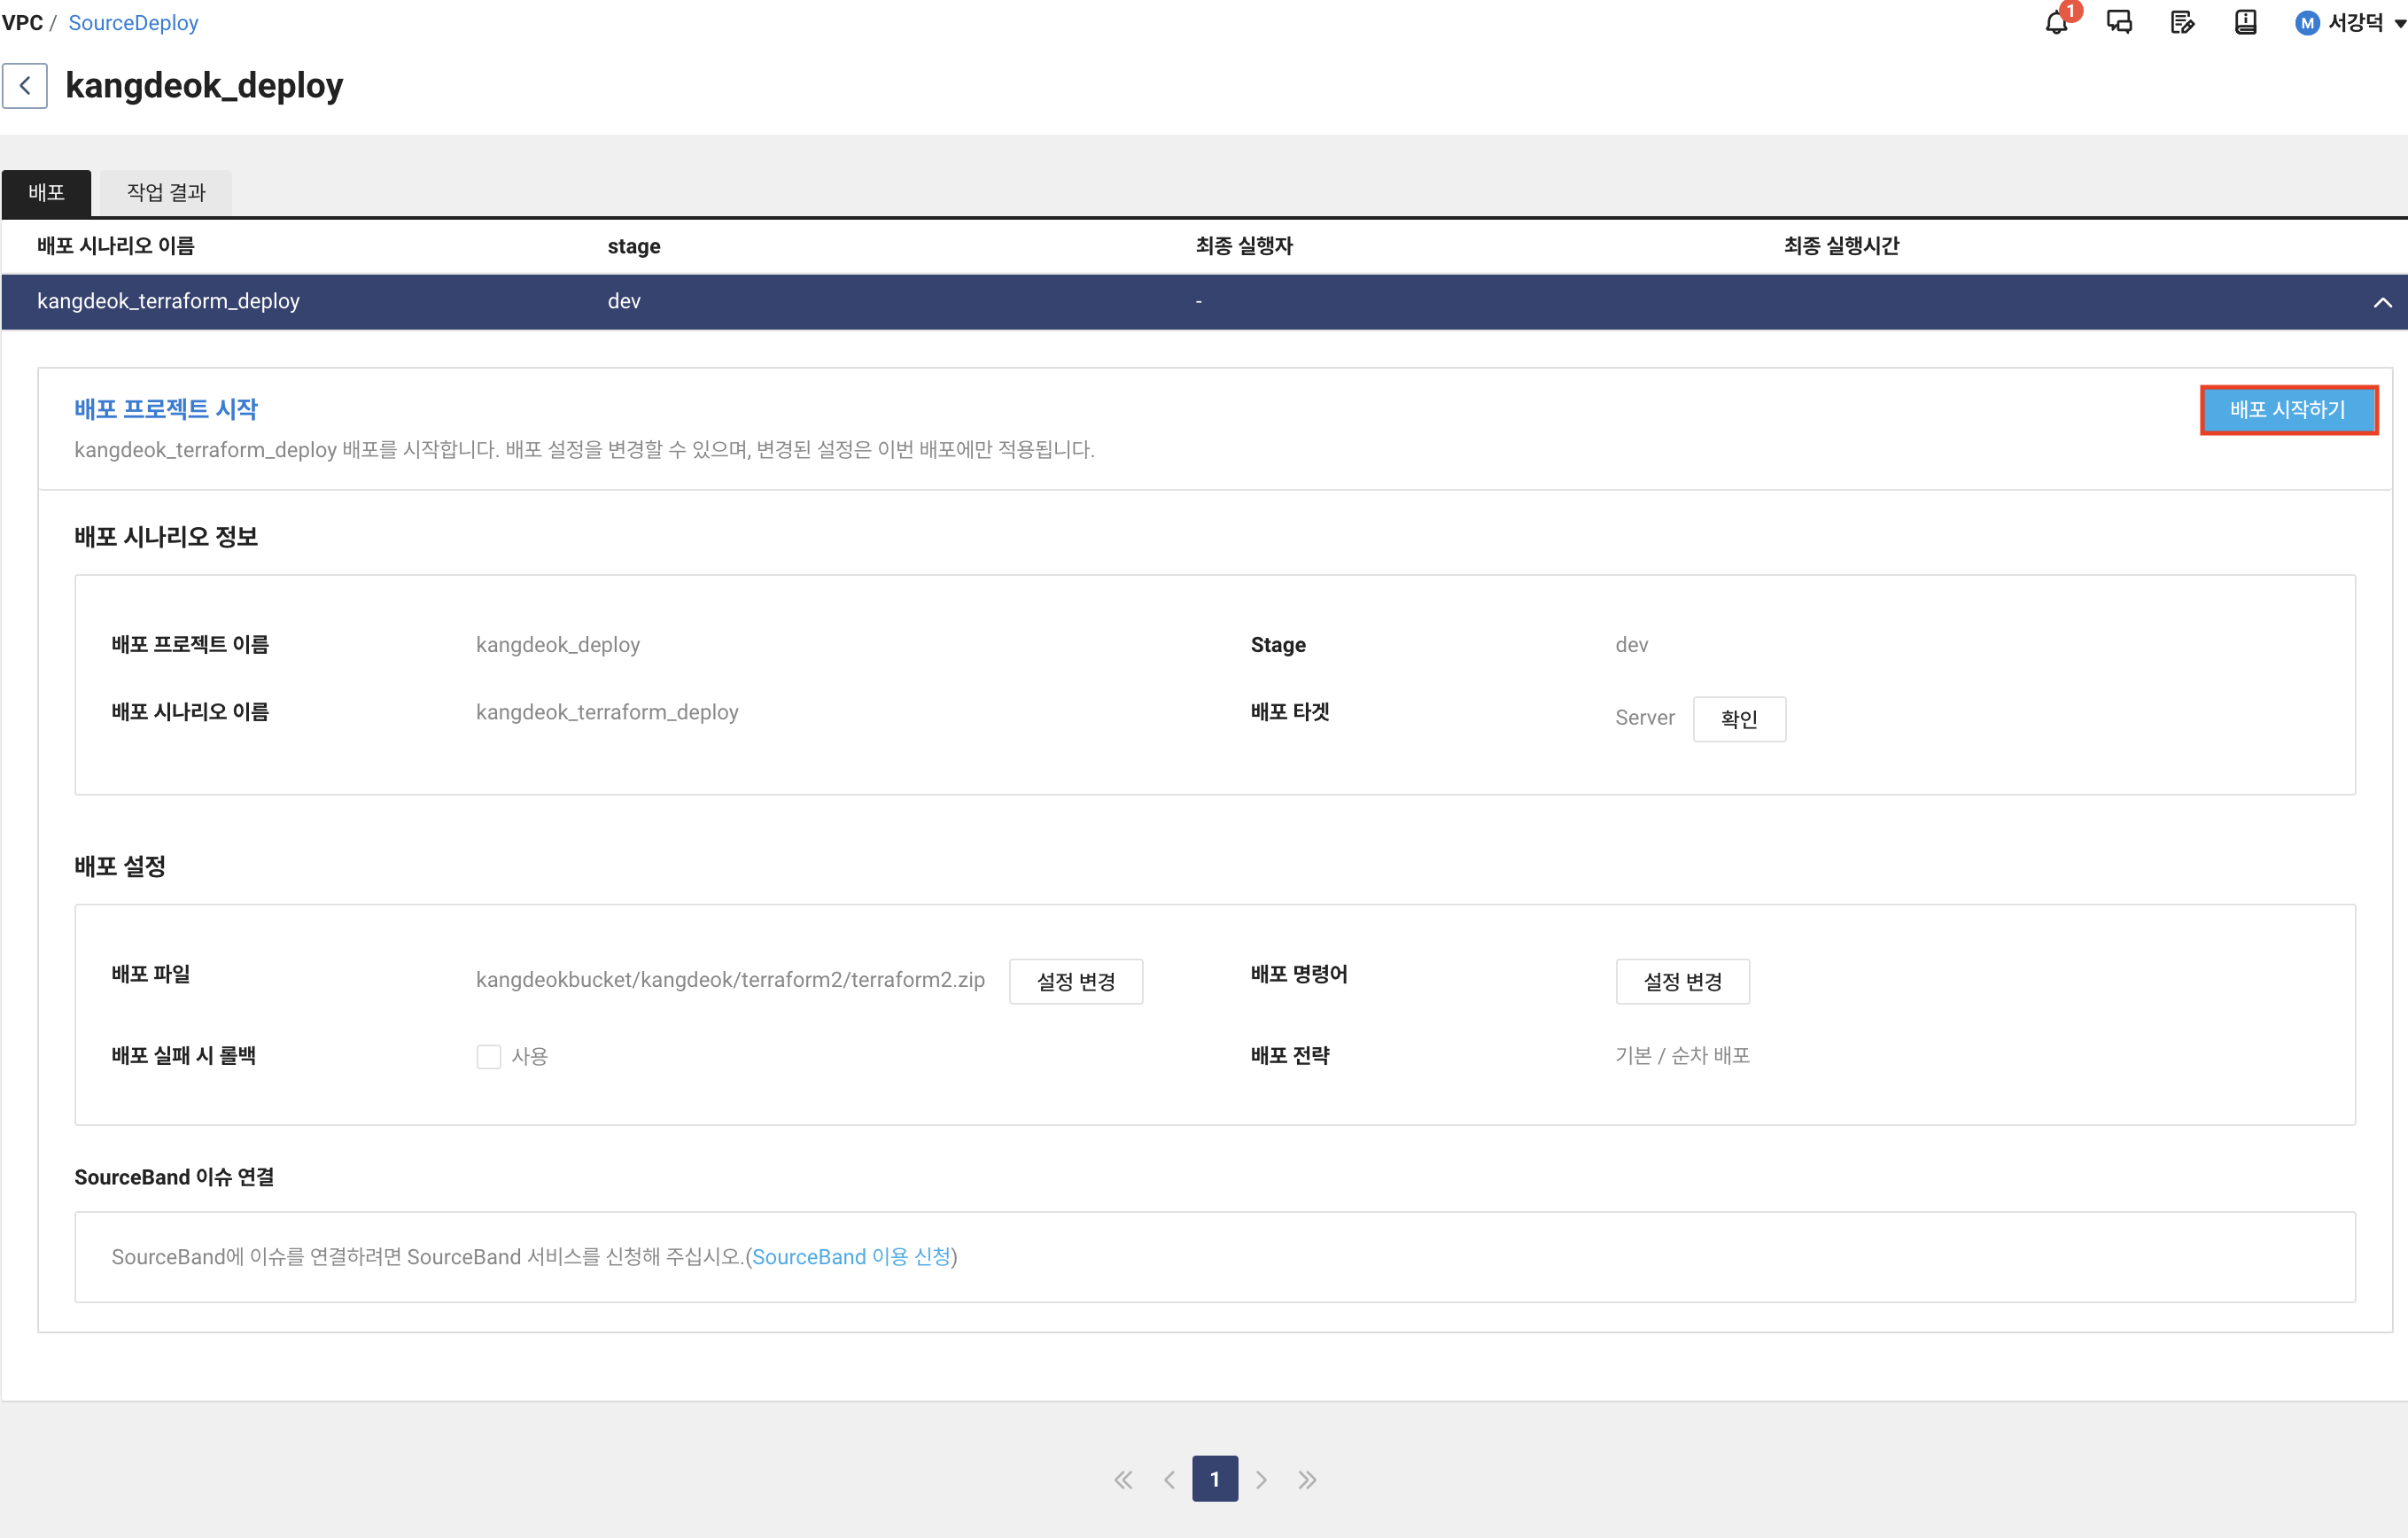 VPC / SourceDeploy
1
M 서강덕
kangdeok_deploy
배포 작업 결과
배포 시나리오 이름 stage 최종 실행자 최종 실행시간
kangdeok_terraform_deploy dev -
배포 프로젝트 시작
배포 시작하기
kangdeok_terraform_deploy 배포를 시작합니다. 배포 설정을 변경할 수 있으며, 변경된 설정은 이번 배포에만 적용됩니다.
배포 시나리오 정보
배포 프로젝트 이름 kangdeok_deploy Stage dev
배포 시나리오 이름 kangdeok_terraform_deploy 배포 타겟 Server 확인
배포 설정
배포 파일 kangdeokbucket/kangdeok/terraform2/terraform2.zip 설정 변경 배포 명령어 설정 변경
배포 실패 시 롤백 사용 배포 전략 기본 / 순차 배포
SourceBand 이슈 연결
SourceBand에 이슈를 연결하려면 SourceBand 서비스를 신청해 주십시오.(SourceBand 이용 신청)
1